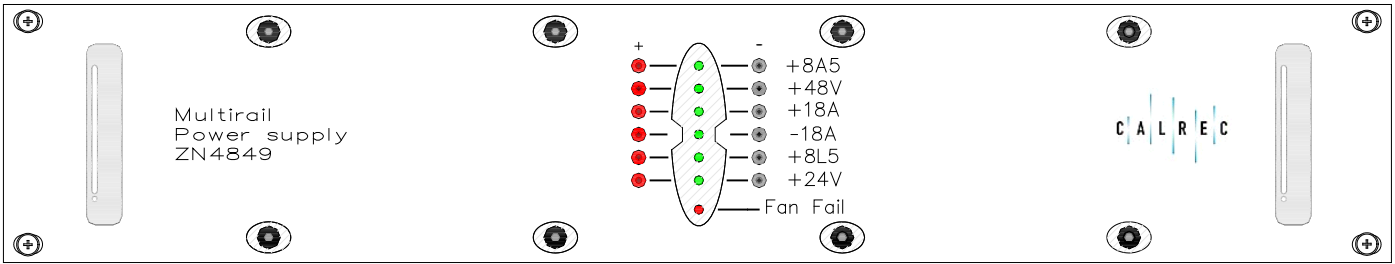 + -
+8A5
+48V
+18A
-18A
+8L5
+24V
Fan Fail
Multirail
Power supply
ZN4849
CALREC